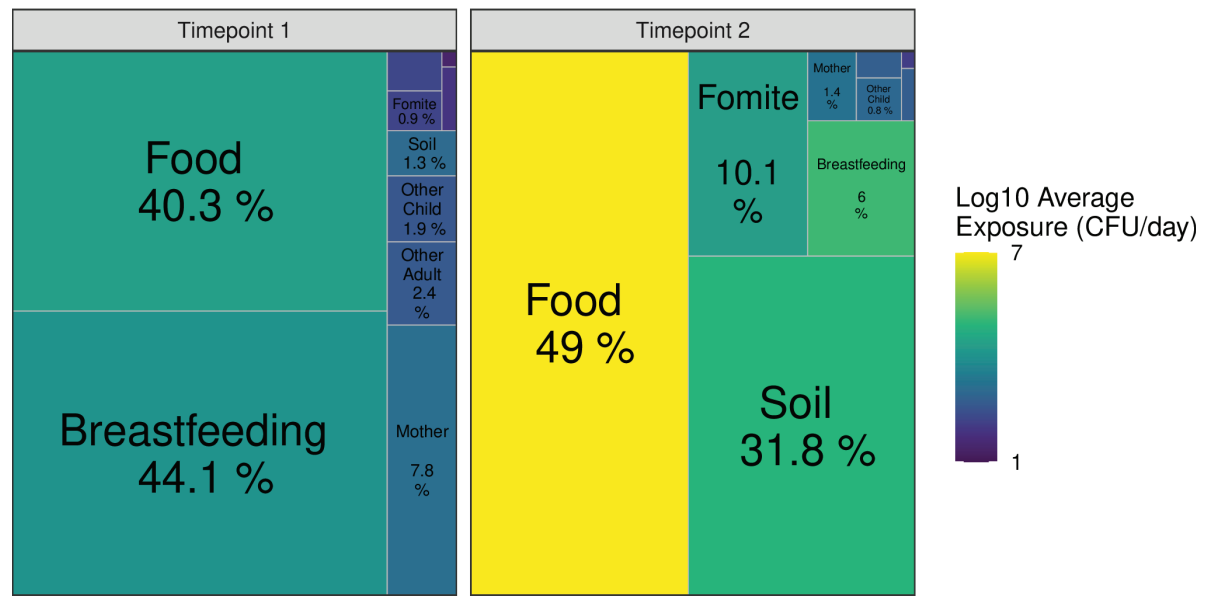 Timepoint 1
Food
40.3 %
Breastfeeding
44.1 %
Fomite
0.9 %
Soil
1.3 %
Other
Child
1.9 %
Other
Adult
2.4
%
Mother
7.8
%
Timepoint 2
Food
49 %
Fomite
10.1
%
Mother
1.4
%
Other
Child
0.8 %
Breastfeeding
6
%
Soil
31.8 %
Log10 Average
Exposure (CFU/day)
7
1